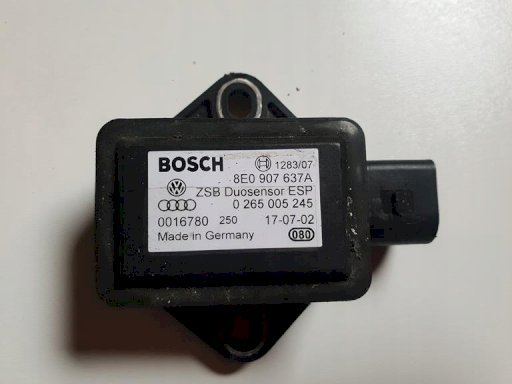 BOSCH 1283/07
8E0 907 637A
ZSB Duosensor ESP
0 265 005 245
0016780 250 17-07-02
Made in Germany 080